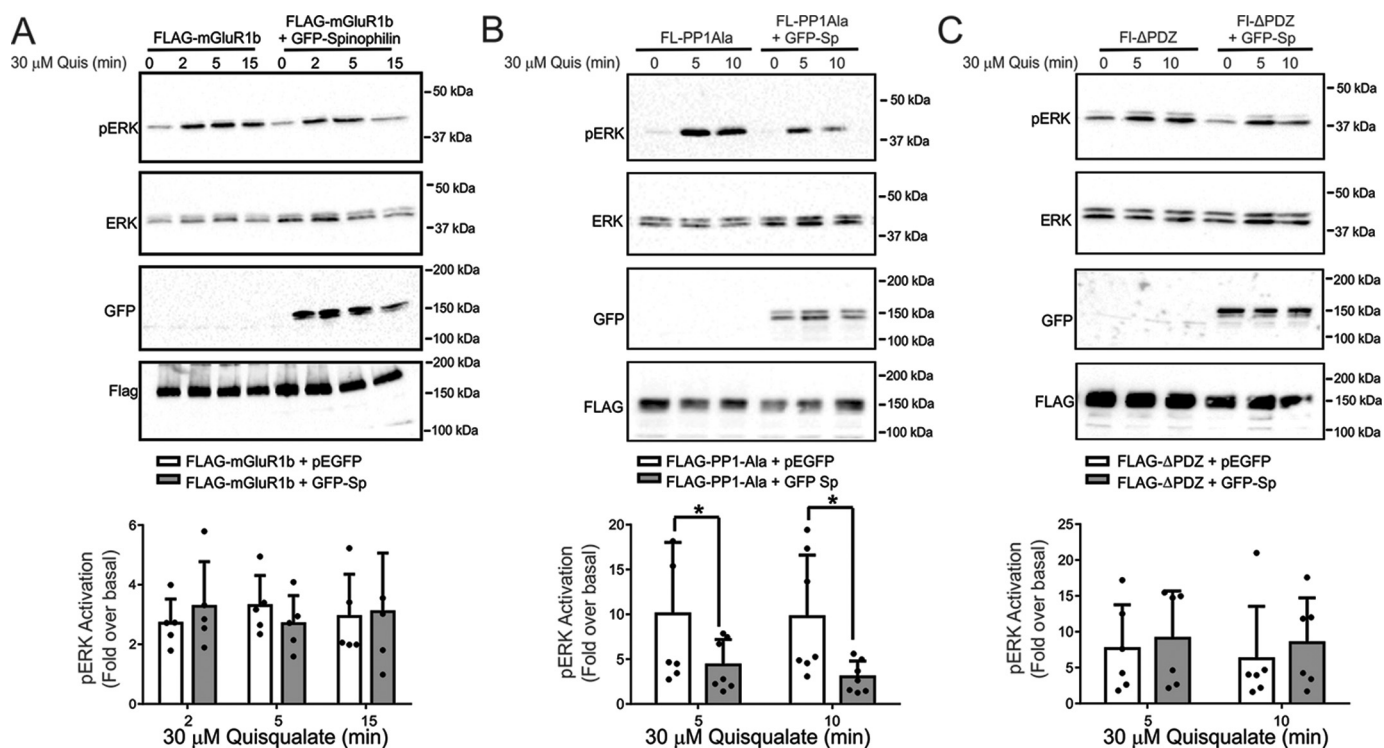 A
FLAG-mGluR1b
FLAG-mGluR1b
+ GFP-Spinophilin
30 µM Quis (min)
0 2 5 15 0 2 5 15
pERK
50 kDa
37 kDa
ERK
50 kDa
37 kDa
GFP
200 kDa
150 kDa
100 kDa
Flag
200 kDa
150 kDa
100 kDa
FLAG-mGluR1b + pEGFP
FLAG-mGluR1b + GFP-Sp
pERK Activation
(Fold over basal)
6
4
2
0
2 5 15
30 µM Quisqualate (min)
B
FL-PP1Ala
FL-PP1Ala
+ GFP-Sp
30 µM Quis (min)
0 5 10 0 5 10
pERK
50 kDa
37 kDa
ERK
50 kDa
37 kDa
GFP
200 kDa
150 kDa
100 kDa
FLAG
200 kDa
150 kDa
100 kDa
FLAG-PP1-Ala + pEGFP
FLAG-PP1-Ala + GFP Sp
pERK Activation
(Fold over basal)
20
15
10
5
0
* *
5 10
30 µM Quisqualate (min)
C
Fl-ΔPDZ
Fl-ΔPDZ
+ GFP-Sp
30 µM Quis (min)
0 5 10 0 5 10
pERK
50 kDa
37 kDa
ERK
50 kDa
37 kDa
GFP
200 kDa
150 kDa
100 kDa
FLAG
200 kDa
150 kDa
100 kDa
FLAG-ΔPDZ + pEGFP
FLAG-ΔPDZ + GFP-Sp
pERK Activation
(Fold over basal)
25
20
15
10
5
0
5 10
30 µM Quisqualate (min)